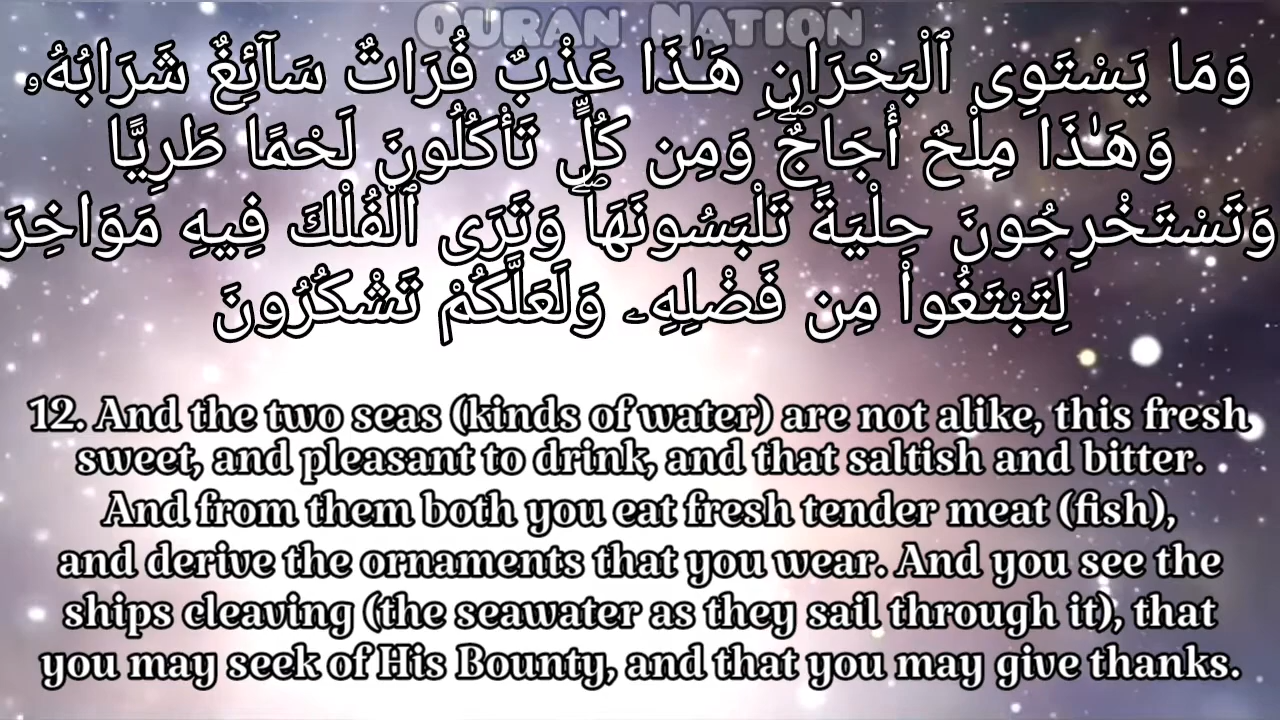 QURAN NATION
وَمَا يَسْتَوِى ٱلْبَحْرَانِ هَـٰذَا عَذْبٌ فُرَاتٌ سَآئِغٌ شَرَابُهُۥ
وَهَـٰذَا مِلْحٌ أُجَاجٌ ۖ وَمِن كُلٍّ تَأْكُلُونَ لَحْمًا طَرِيًّا
وَتَسْتَخْرِجُونَ حِلْيَةً تَلْبَسُونَهَا ۖ وَتَرَى ٱلْفُلْكَ فِيهِ مَوَاخِرَ
لِتَبْتَغُوا۟ مِن فَضْلِهِۦ وَلَعَلَّكُمْ تَشْكُرُونَ
12. And the two seas (kinds of water) are not alike, this fresh,
sweet, and pleasant to drink, and that saltish and bitter.
And from them both you eat fresh tender meat (fish),
and derive the ornaments that you wear. And you see the
ships cleaving (the seawater as they sail through it), that
you may seek of His Bounty, and that you may give thanks.